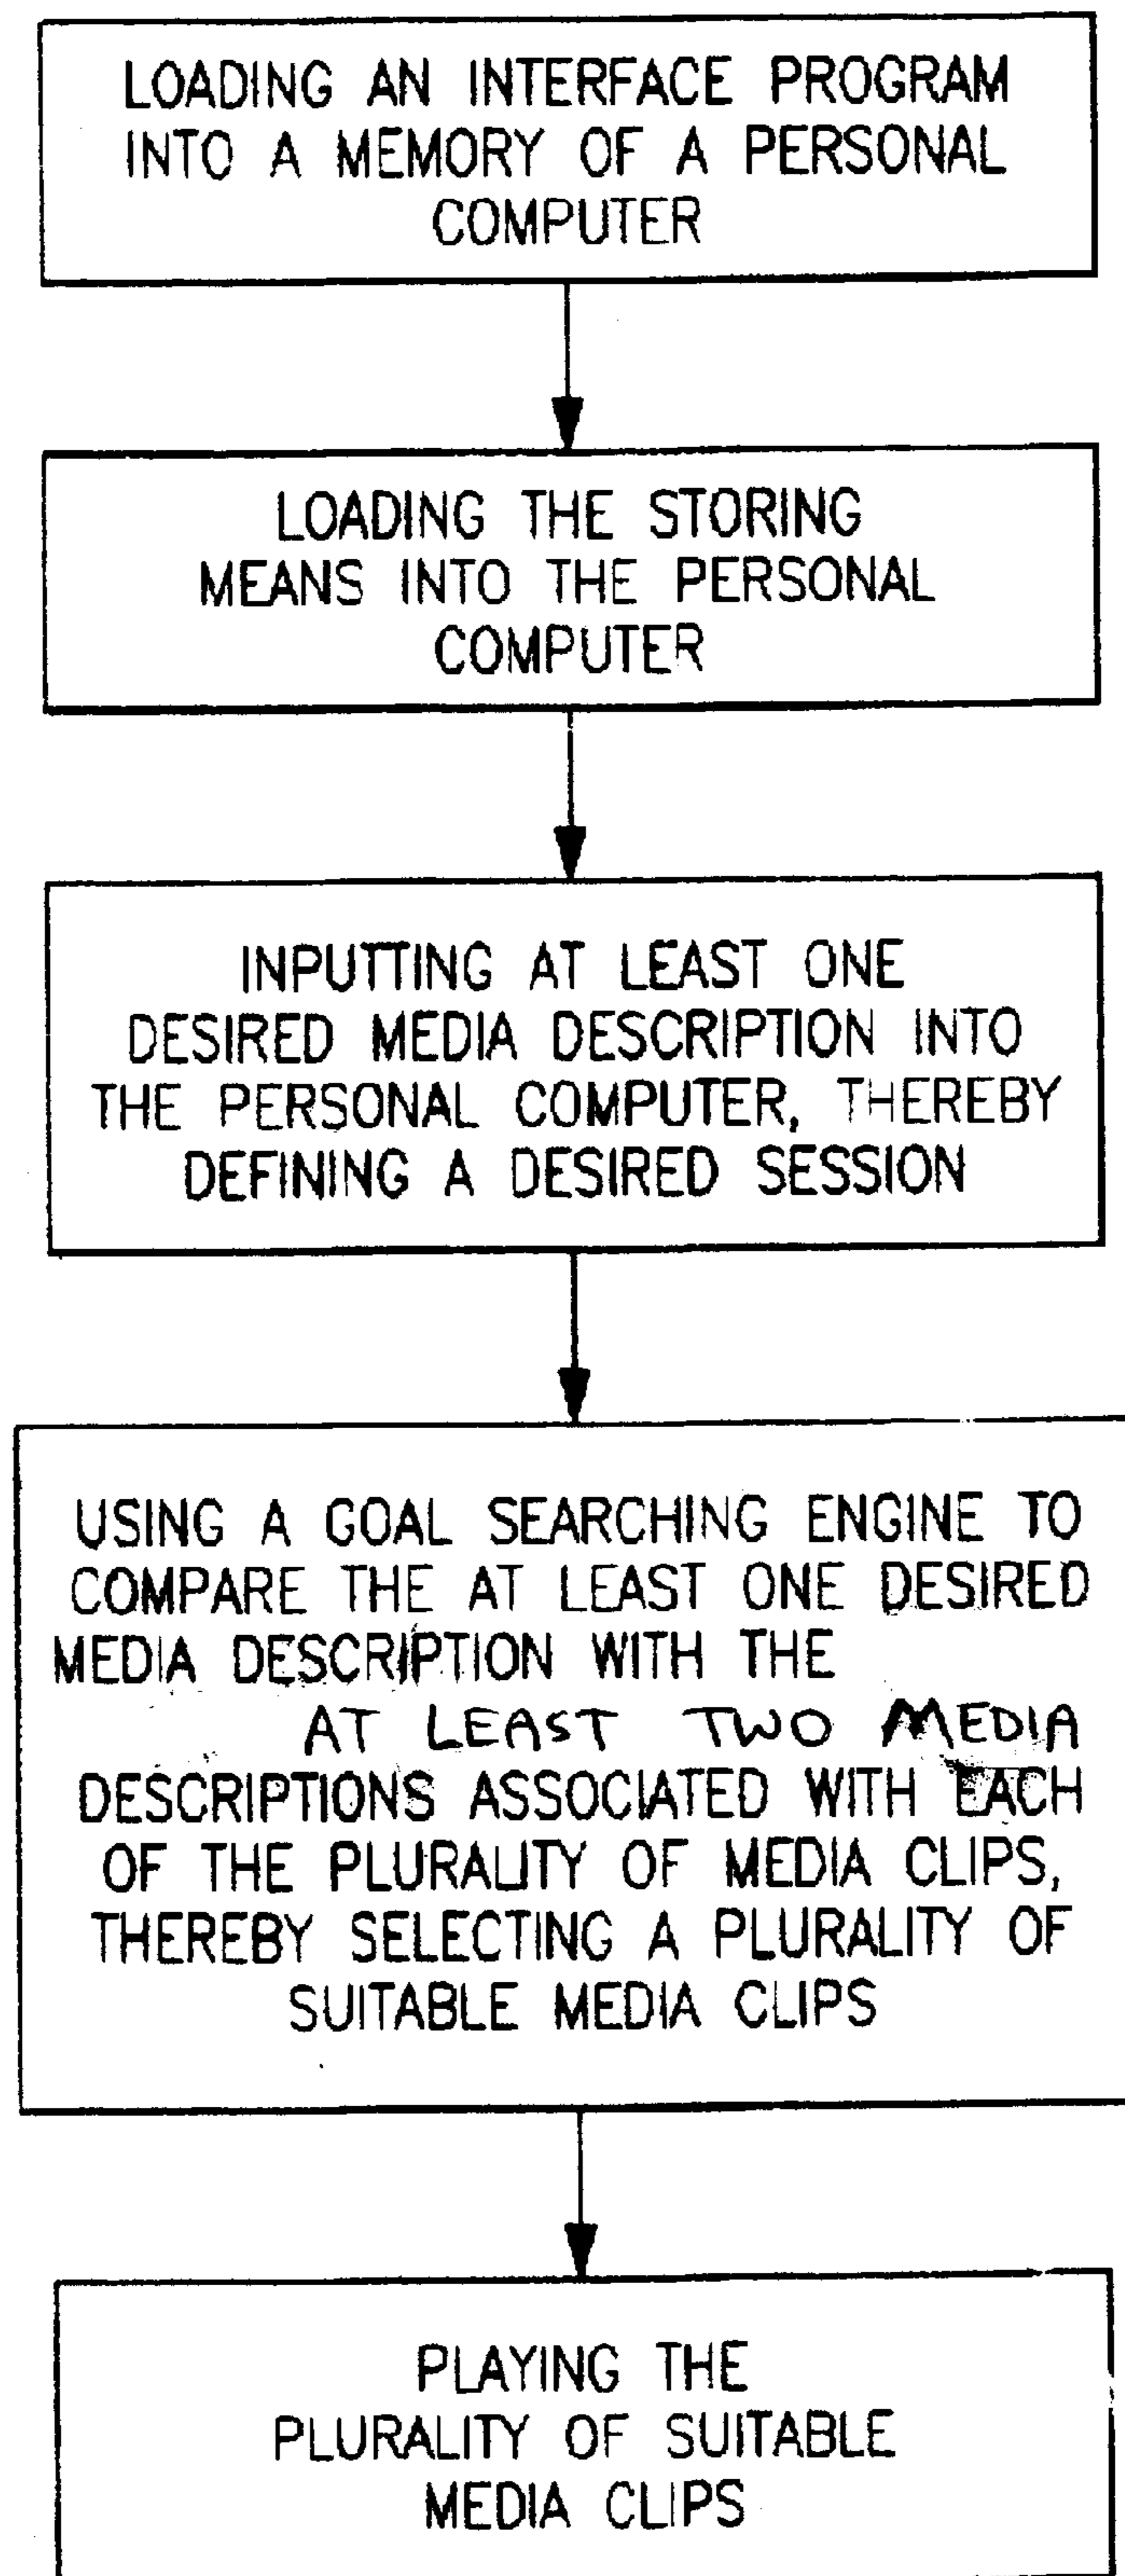 LOADING AN INTERFACE PROGRAM
INTO A MEMORY OF A PERSONAL
COMPUTER
LOADING THE STORING
MEANS INTO THE PERSONAL
COMPUTER
INPUTTING AT LEAST ONE
DESIRED MEDIA DESCRIPTION INTO
THE PERSONAL COMPUTER, THEREBY
DEFINING A DESIRED SESSION
USING A GOAL SEARCHING ENGINE TO
COMPARE THE AT LEAST ONE DESIRED
MEDIA DESCRIPTION WITH THE
AT LEAST TWO MEDIA
DESCRIPTIONS ASSOCIATED WITH EACH
OF THE PLURALITY OF MEDIA CLIPS,
THEREBY SELECTING A PLURALITY OF
SUITABLE MEDIA CLIPS
PLAYING THE
PLURALITY OF SUITABLE
MEDIA CLIPS